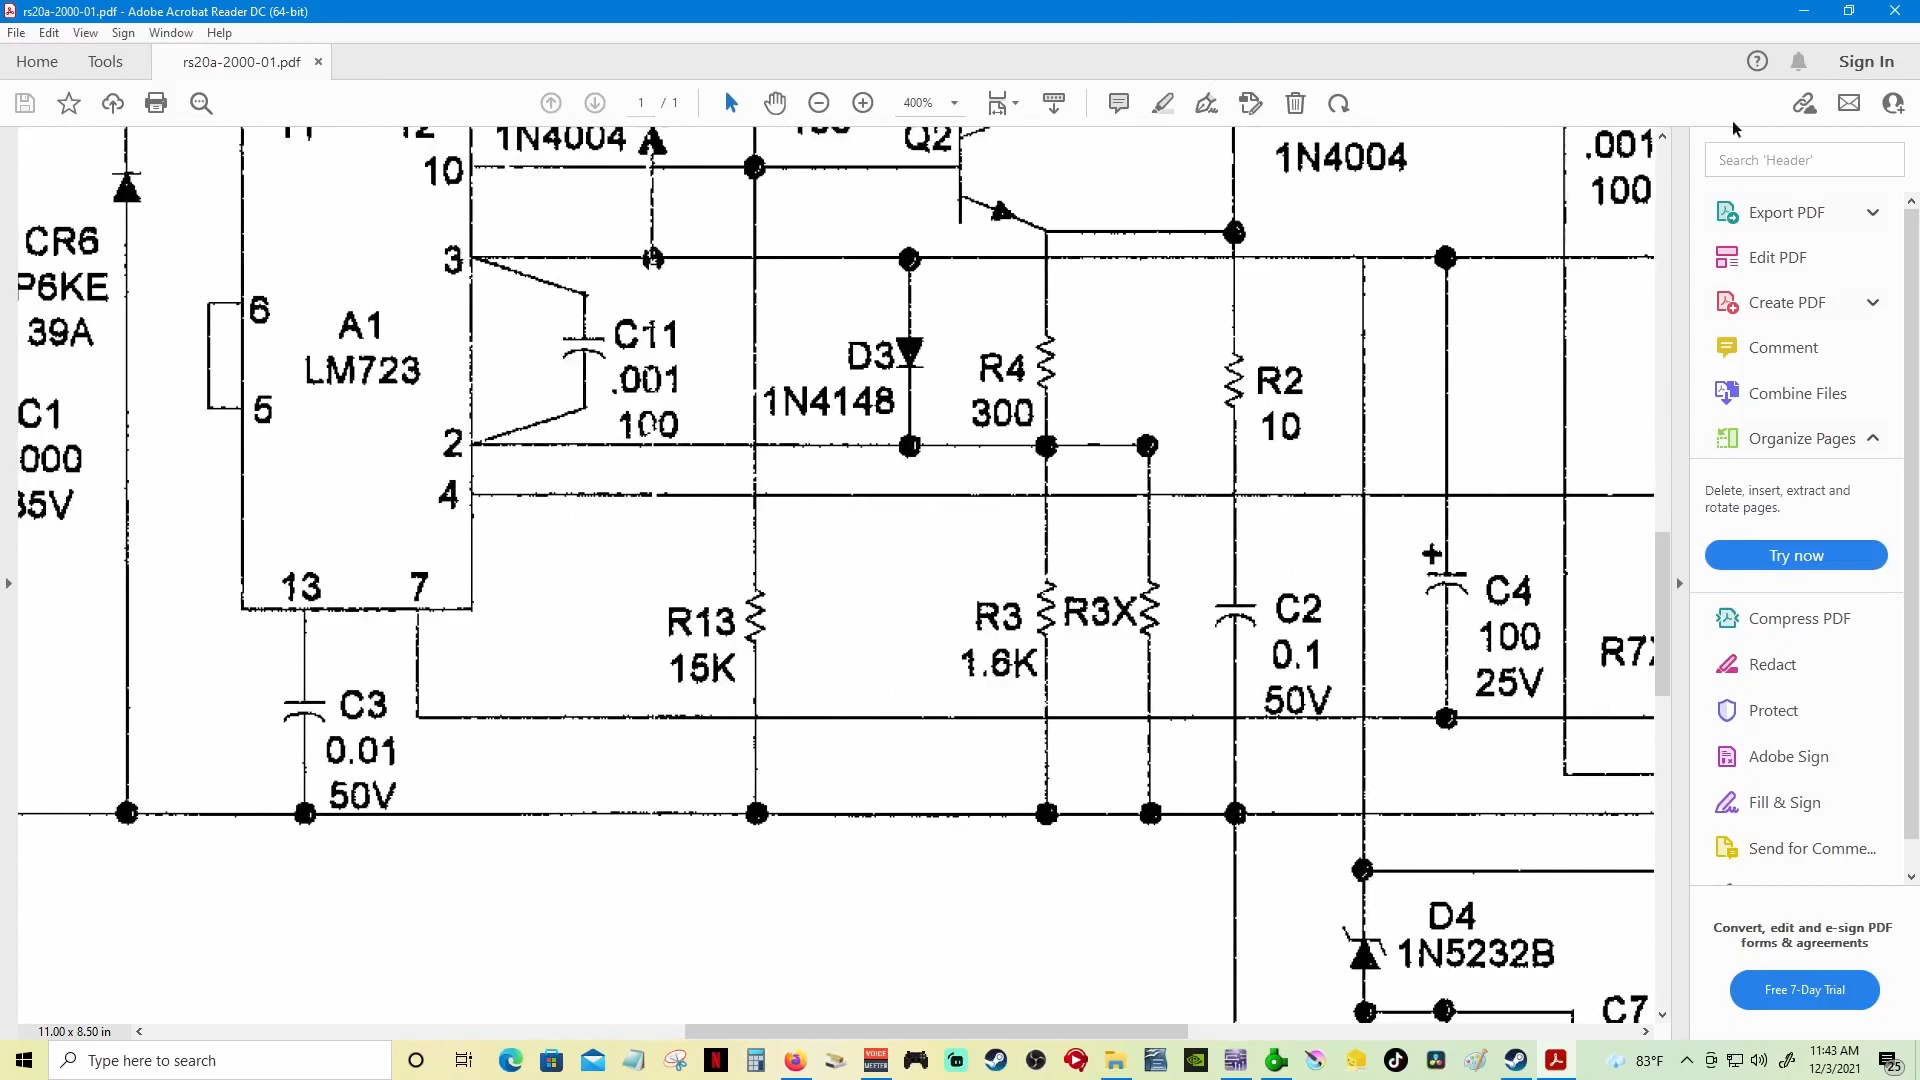 rs20a-2000-01.pdf - Adobe Acrobat Reader DC (64-bit)
File Edit View Sign Window Help
Home Tools rs20a-2000-01.pdf × Sign In
1 / 1 400%
1N4004
Q2
1N4004
.001
100
10
3
CR6
P6KE
39A
6
5
A1
LM723
C11
.001
100
D3
1N4148
R4
300
R2
10
C1
000
35V
2
4
13 7
R13
15K
R3
1.6K
R3X
C2
0.1
50V
C4
100
25V
R7X
C3
0.01
50V
D4
1N5232B
C7
11.00 x 8.50 in
Search 'Header'
Export PDF
Edit PDF
Create PDF
Comment
Combine Files
Organize Pages
Delete, insert, extract and
rotate pages.
Try now
Compress PDF
Redact
Protect
Adobe Sign
Fill & Sign
Send for Comme...
Convert, edit and e-sign PDF
forms & agreements
Free 7-Day Trial
Type here to search
VOICE
MEETER
83°F
11:43 AM
12/3/2021
25